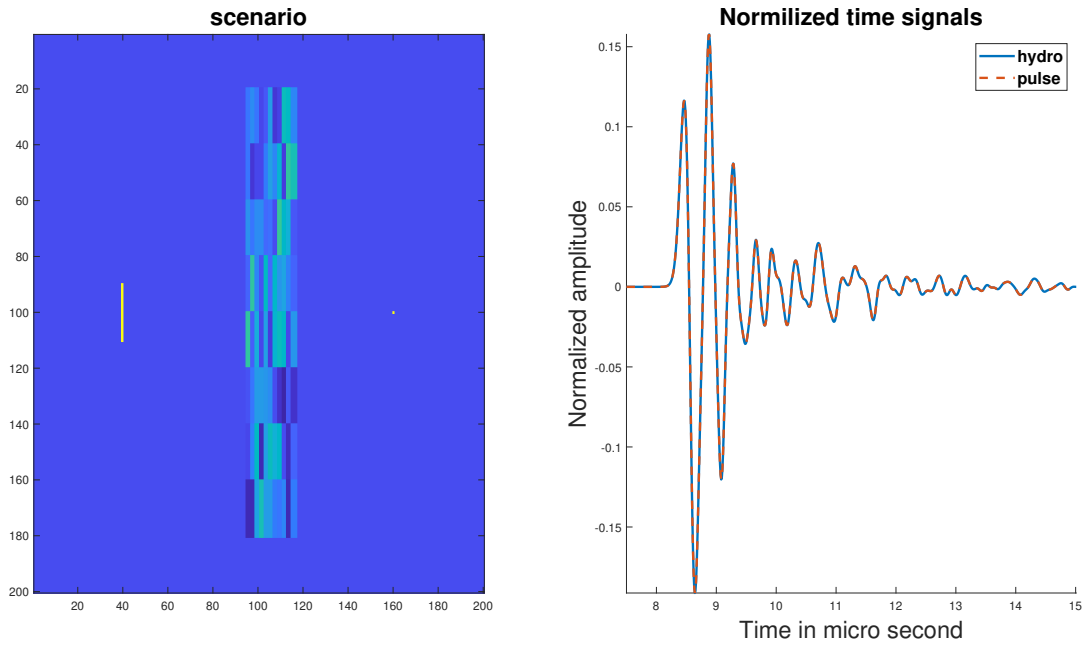 scenario
20
40
60
80
100
120
140
160
180
200
20 40 60 80 100 120 140 160 180 200
Normilized time signals
hydro
pulse
0.15
0.1
0.05
0
-0.05
-0.1
-0.15
Normalized amplitude
8 9 10 11 12 13 14 15
Time in micro second